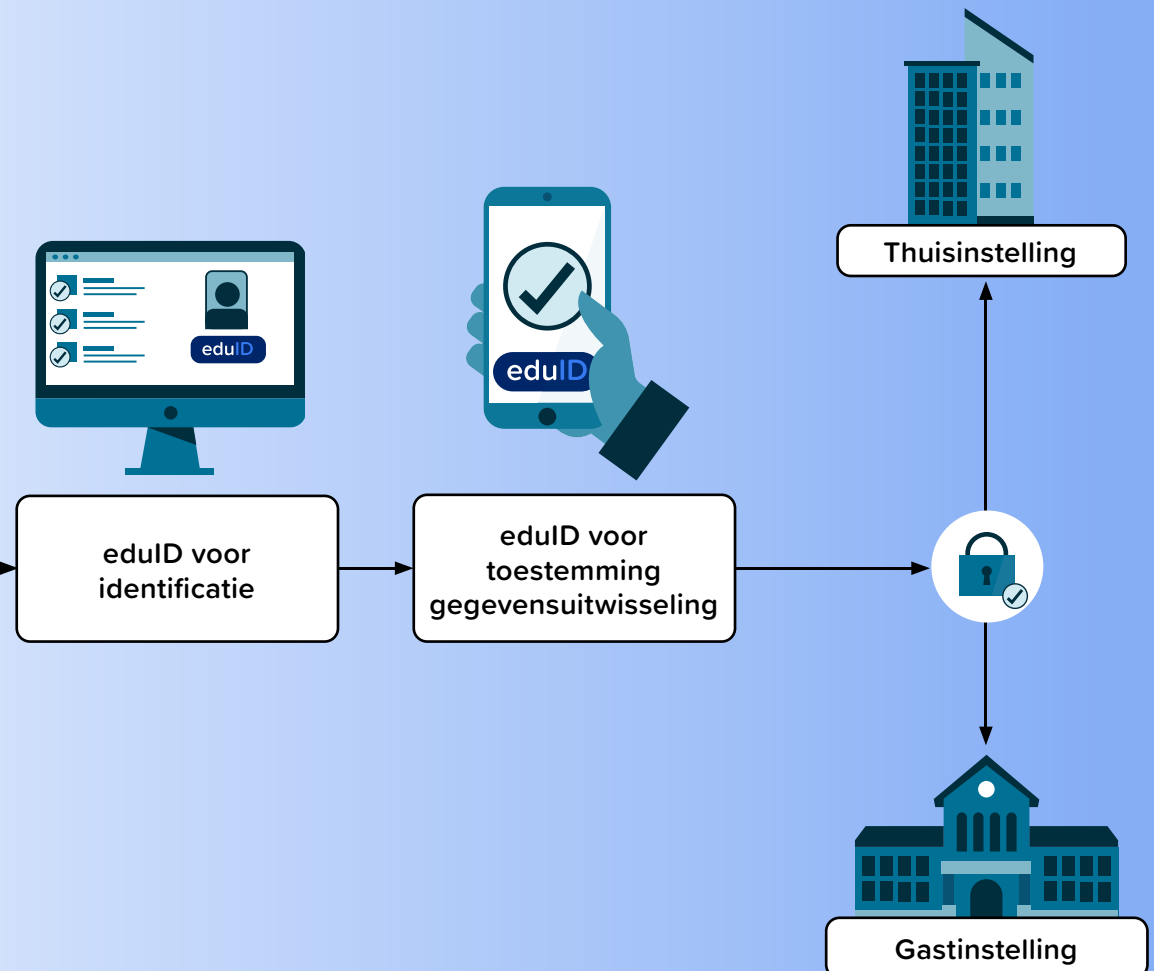 Thuisinstelling
eduID
eduID
eduID voor
identificatie
eduID voor
toestemming
gegevensuitwisseling
Gastinstelling